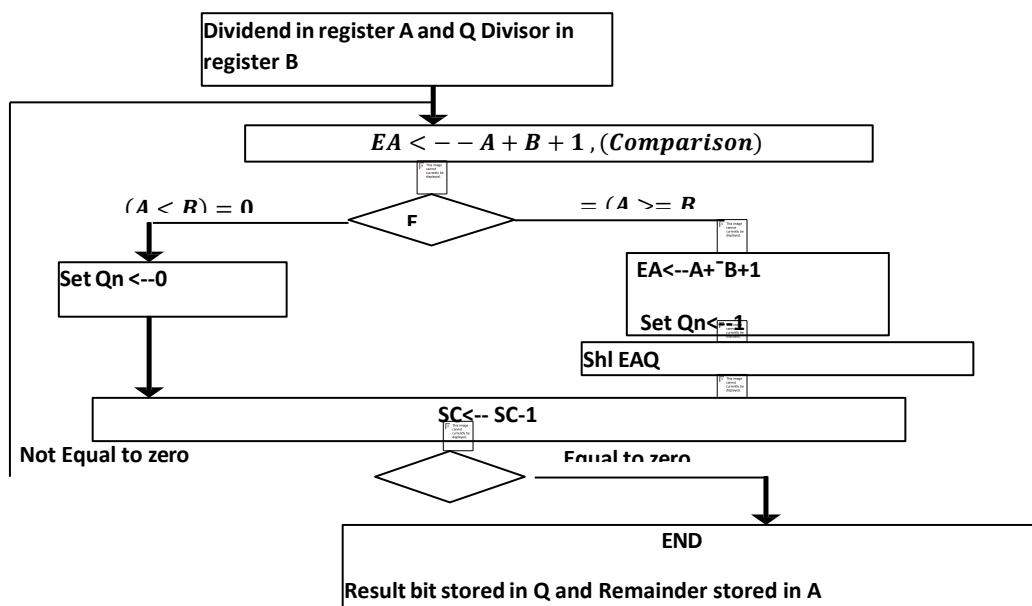 Dividend in register A and Q Divisor in
register B
EA < − − A + B + 1 , (Comparison)
(A < B) = 0
E
= (A >= B
Set Qn <--0
EA<--A+¯B+1
Set Qn<--1
Shl EAQ
SC<-- SC-1
Not Equal to zero
Equal to zero
END
Result bit stored in Q and Remainder stored in A